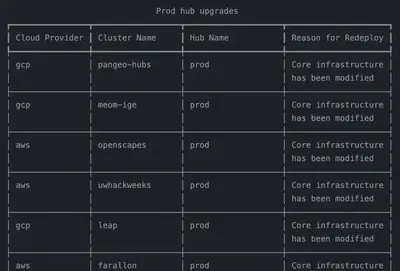 Prod hub upgrades
Cloud Provider Cluster Name Hub Name Reason for Redeploy
gcp pangeo-hubs prod Core infrastructure
has been modified
gcp meom-ige prod Core infrastructure
has been modified
aws openscapes prod Core infrastructure
has been modified
aws uwhackweeks prod Core infrastructure
has been modified
gcp leap prod Core infrastructure
has been modified
aws farallon prod Core infrastructure